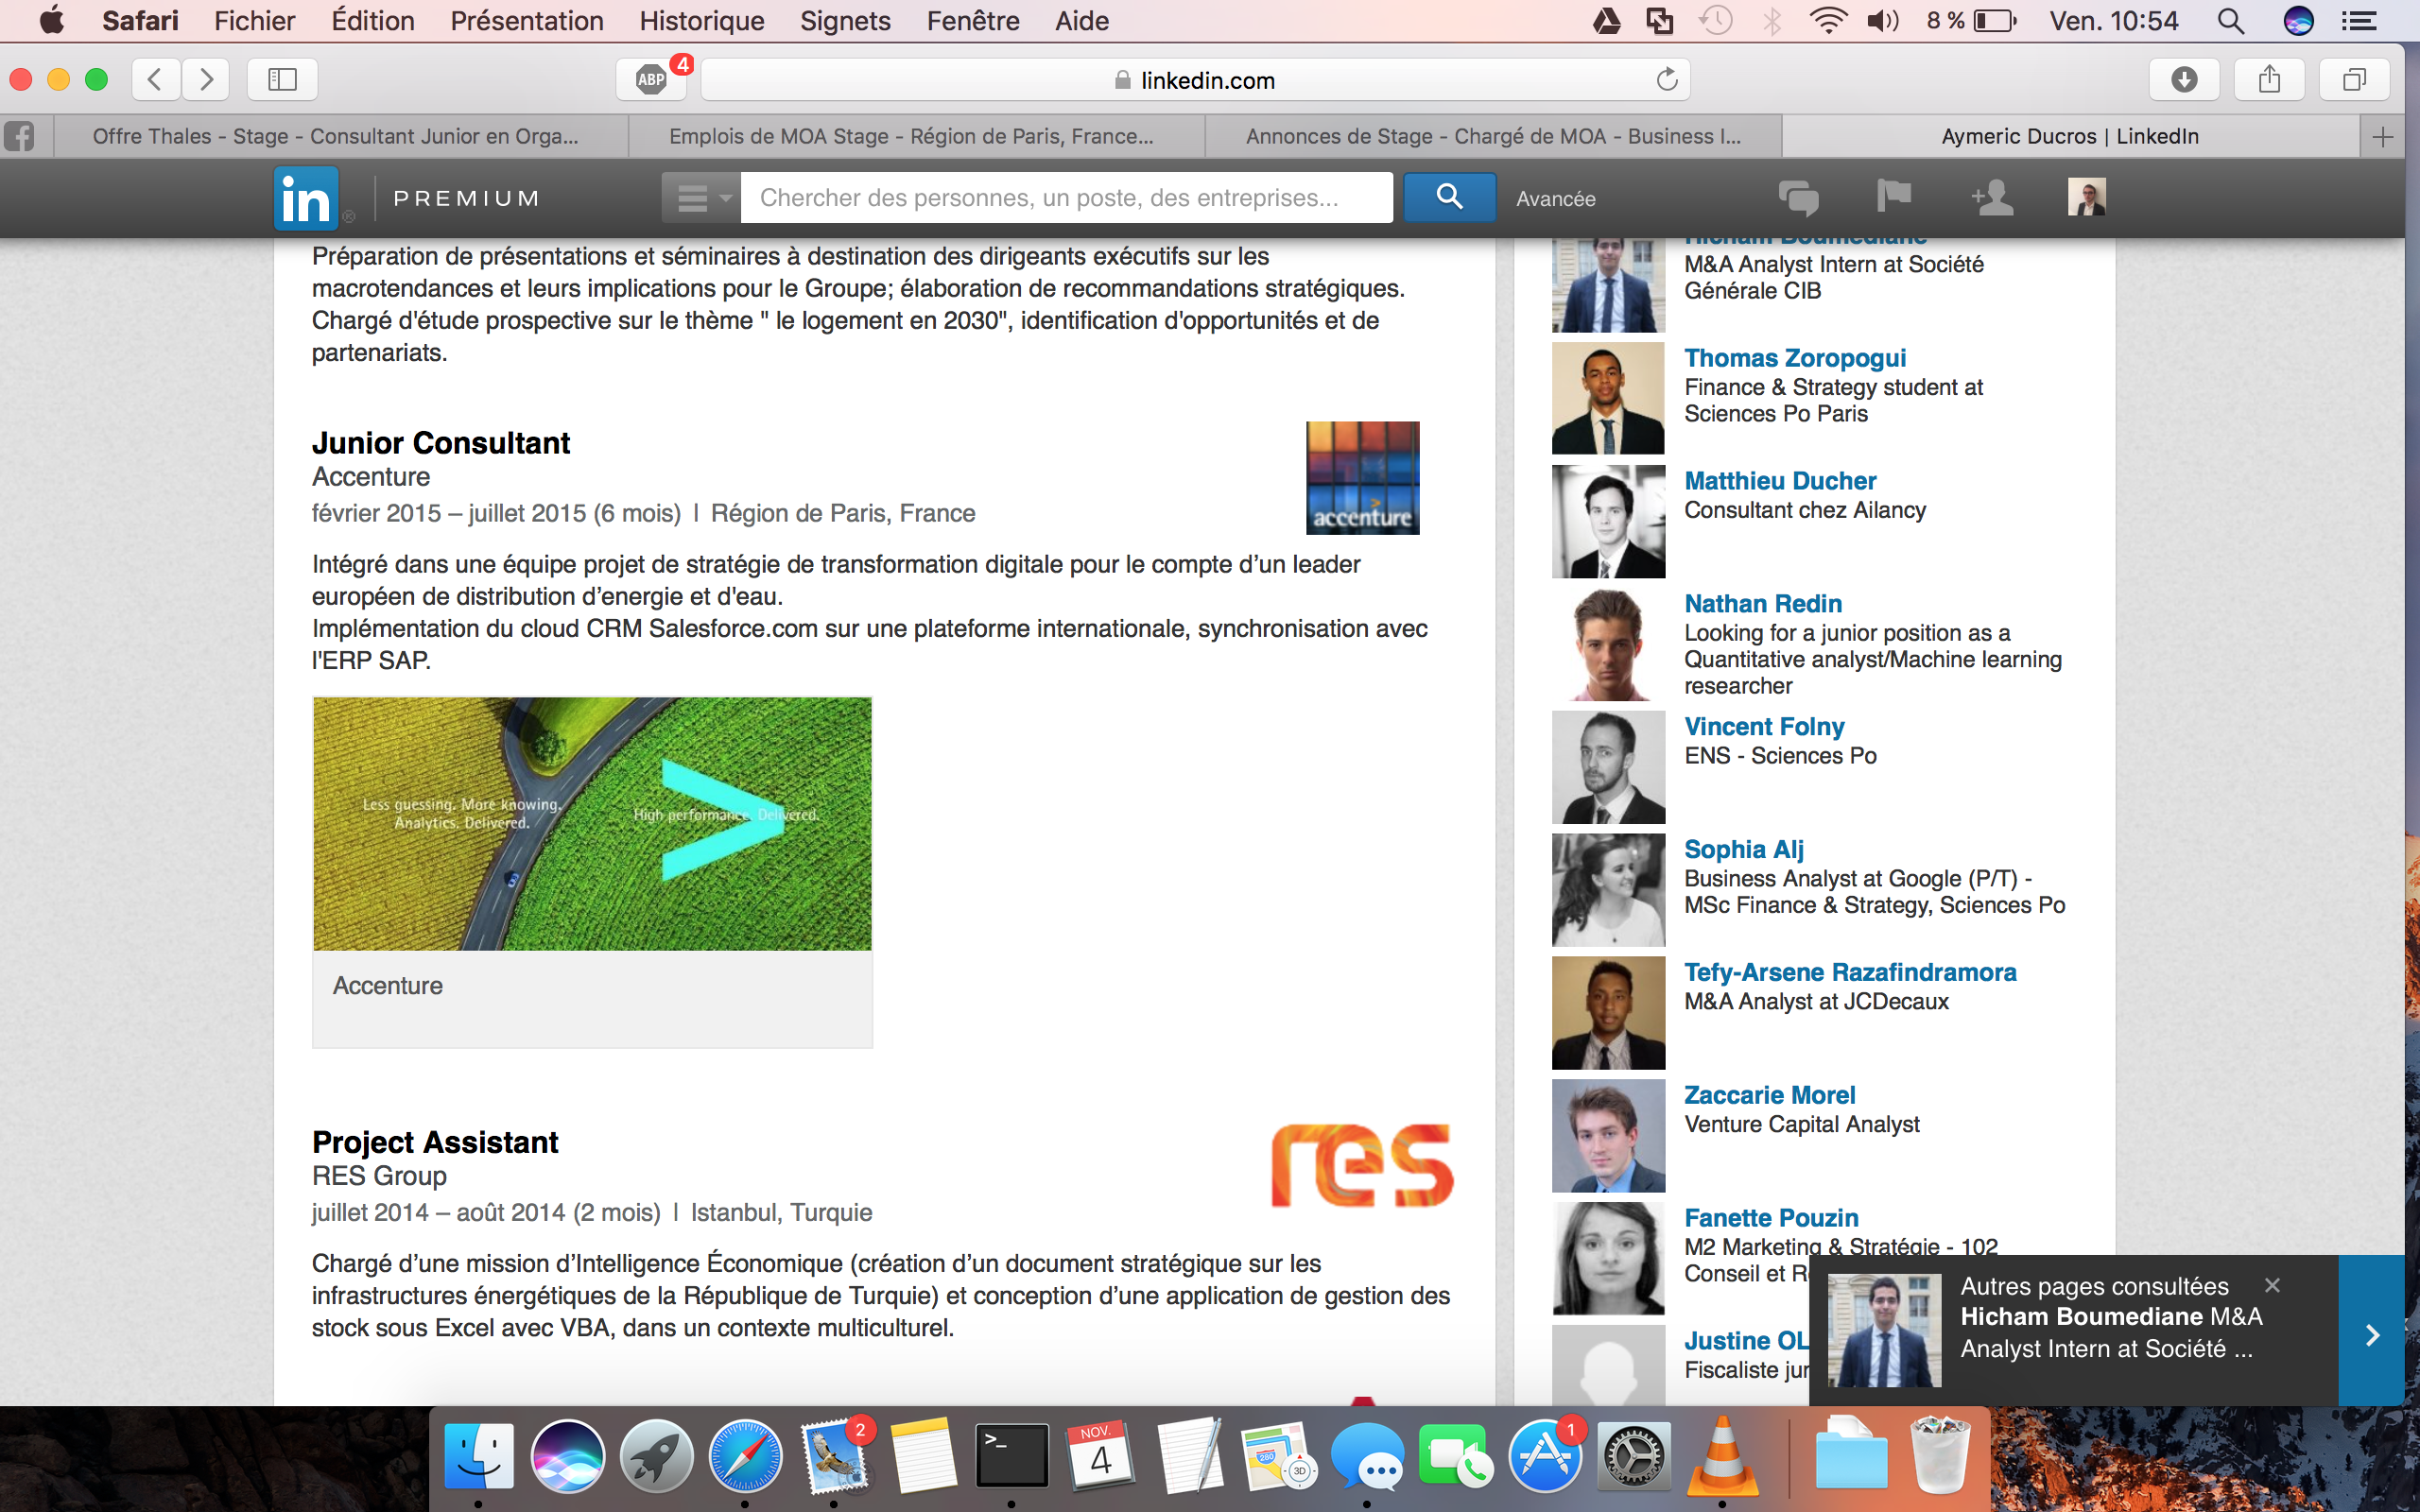 Safari Fichier Édition Présentation Historique Signets Fenêtre Aide 8 % Ven. 10:54
ABP 4 linkedin.com
Offre Thales - Stage - Consultant Junior en Orga... Emplois de MOA Stage - Région de Paris, France... Annonces de Stage - Chargé de MOA - Business I... Aymeric Ducros | LinkedIn
in PREMIUM Chercher des personnes, un poste, des entreprises... Avancée
Préparation de présentations et séminaires à destination des dirigeants exécutifs sur les
macrotendances et leurs implications pour le Groupe; élaboration de recommandations stratégiques.
Chargé d'étude prospective sur le thème " le logement en 2030", identification d'opportunités et de
partenariats.
Junior Consultant
Accenture
février 2015 – juillet 2015 (6 mois) | Région de Paris, France
accenture
Intégré dans une équipe projet de stratégie de transformation digitale pour le compte d’un leader
européen de distribution d’energie et d'eau.
Implémentation du cloud CRM Salesforce.com sur une plateforme internationale, synchronisation avec
l'ERP SAP.
Less guessing. More knowing.
Analytics. Delivered.
High performance. Delivered.
Accenture
Project Assistant
RES Group
juillet 2014 – août 2014 (2 mois) | Istanbul, Turquie
res
Chargé d’une mission d’Intelligence Économique (création d’un document stratégique sur les
infrastructures énergétiques de la République de Turquie) et conception d’une application de gestion des
stock sous Excel avec VBA, dans un contexte multiculturel.
Hicham Boumediane
M&A Analyst Intern at Société
Générale CIB
Thomas Zoropogui
Finance & Strategy student at
Sciences Po Paris
Matthieu Ducher
Consultant chez Ailancy
Nathan Redin
Looking for a junior position as a
Quantitative analyst/Machine learning
researcher
Vincent Folny
ENS - Sciences Po
Sophia Alj
Business Analyst at Google (P/T) -
MSc Finance & Strategy, Sciences Po
Tefy-Arsene Razafindramora
M&A Analyst at JCDecaux
Zaccarie Morel
Venture Capital Analyst
Fanette Pouzin
M2 Marketing & Stratégie - 102
Conseil et R
Justine OL
Fiscaliste jur
Autres pages consultées
Hicham Boumediane M&A
Analyst Intern at Société ...
2 NOV. 4 280 3D 1